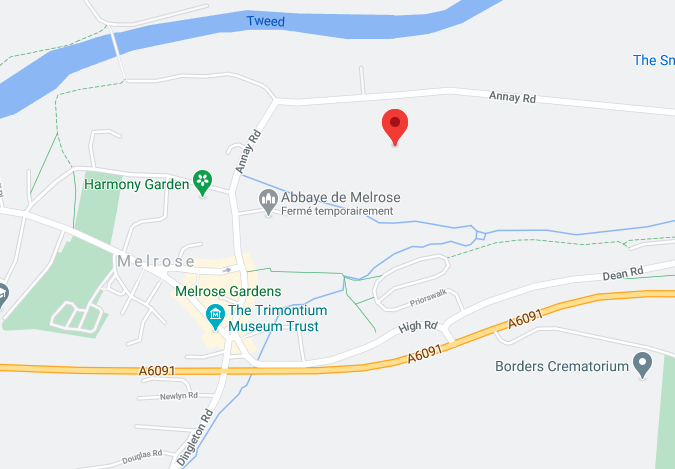 Tweed
The Sm
Annay Rd
Annay Rd
Harmony Garden
Abbaye de Melrose
Fermé temporairement
Melrose
Dean Rd
Melrose Gardens
Priorswalk
The Trimontium
Museum Trust
High Rd
A6091
A6091
A6091
Borders Crematorium
Newlyn Rd
Dingleton Rd
Douglas Rd